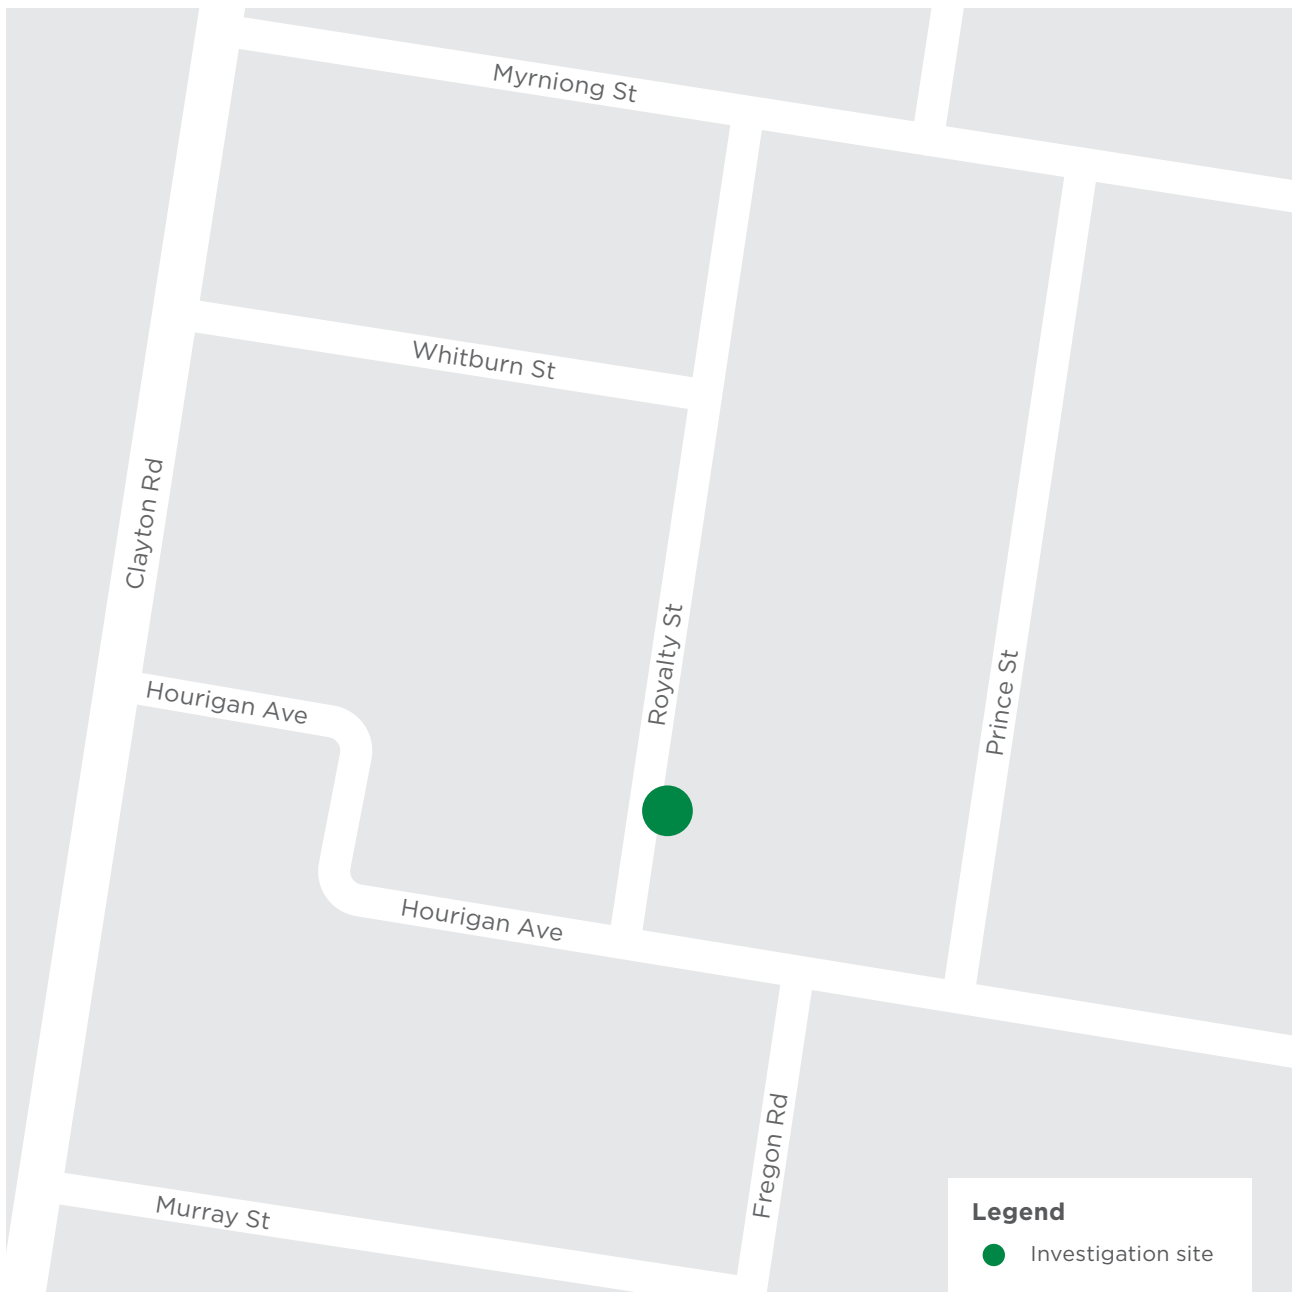 Myrniong St
Whitburn St
Clayton Rd
Royalty St
Prince St
Hourigan Ave
Hourigan Ave
Fregon Rd
Murray St
Legend
Investigation site